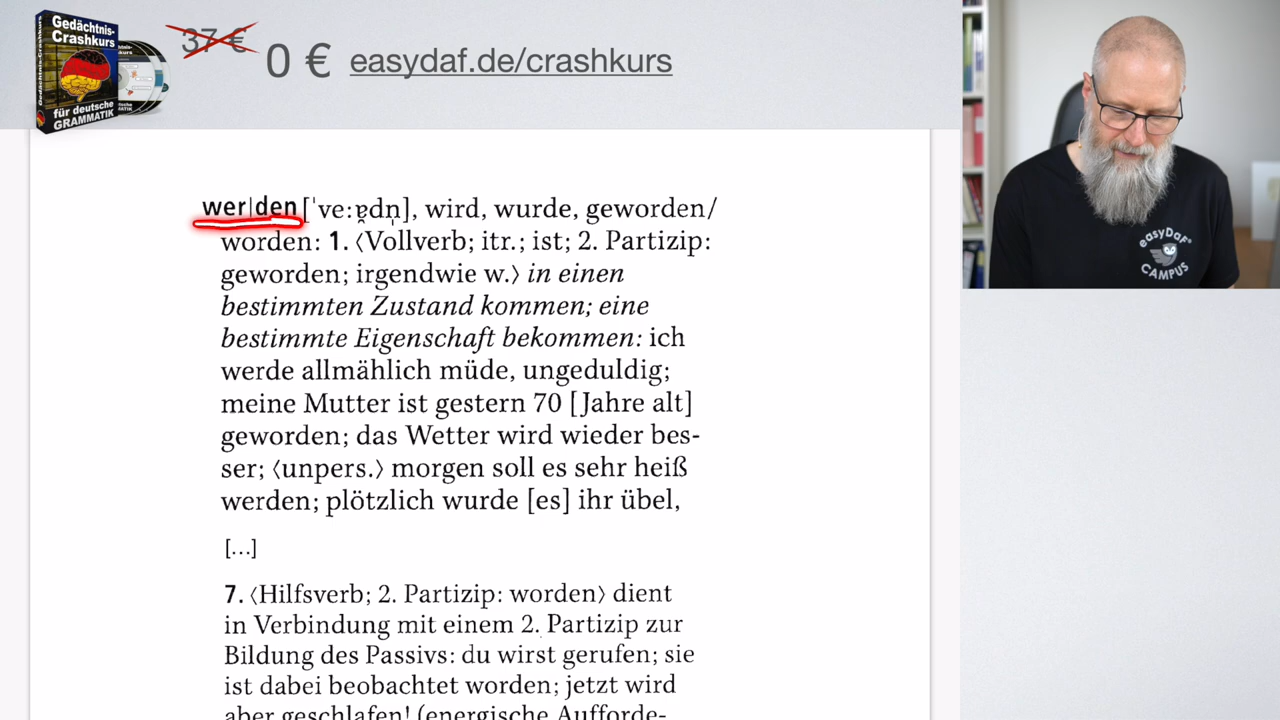 Gedächtnis-
Crashkurs
für deutsche
GRAMMATIK
37 €
0 € easydaf.de/crashkurs
easyDaF®
CAMPUS
wer|den [ˈveːɐ̯dn̩], wird, wurde, geworden/
worden: 1. ⟨Vollverb; itr.; ist; 2. Partizip:
geworden; irgendwie w.⟩ in einen
bestimmten Zustand kommen; eine
bestimmte Eigenschaft bekommen: ich
werde allmählich müde, ungeduldig;
meine Mutter ist gestern 70 [Jahre alt]
geworden; das Wetter wird wieder bes-
ser; ⟨unpers.⟩ morgen soll es sehr heiß
werden; plötzlich wurde [es] ihr übel,
[...]
7. ⟨Hilfsverb; 2. Partizip: worden⟩ dient
in Verbindung mit einem 2. Partizip zur
Bildung des Passivs: du wirst gerufen; sie
ist dabei beobachtet worden; jetzt wird
aber geschlafen! (energische Aufforde-